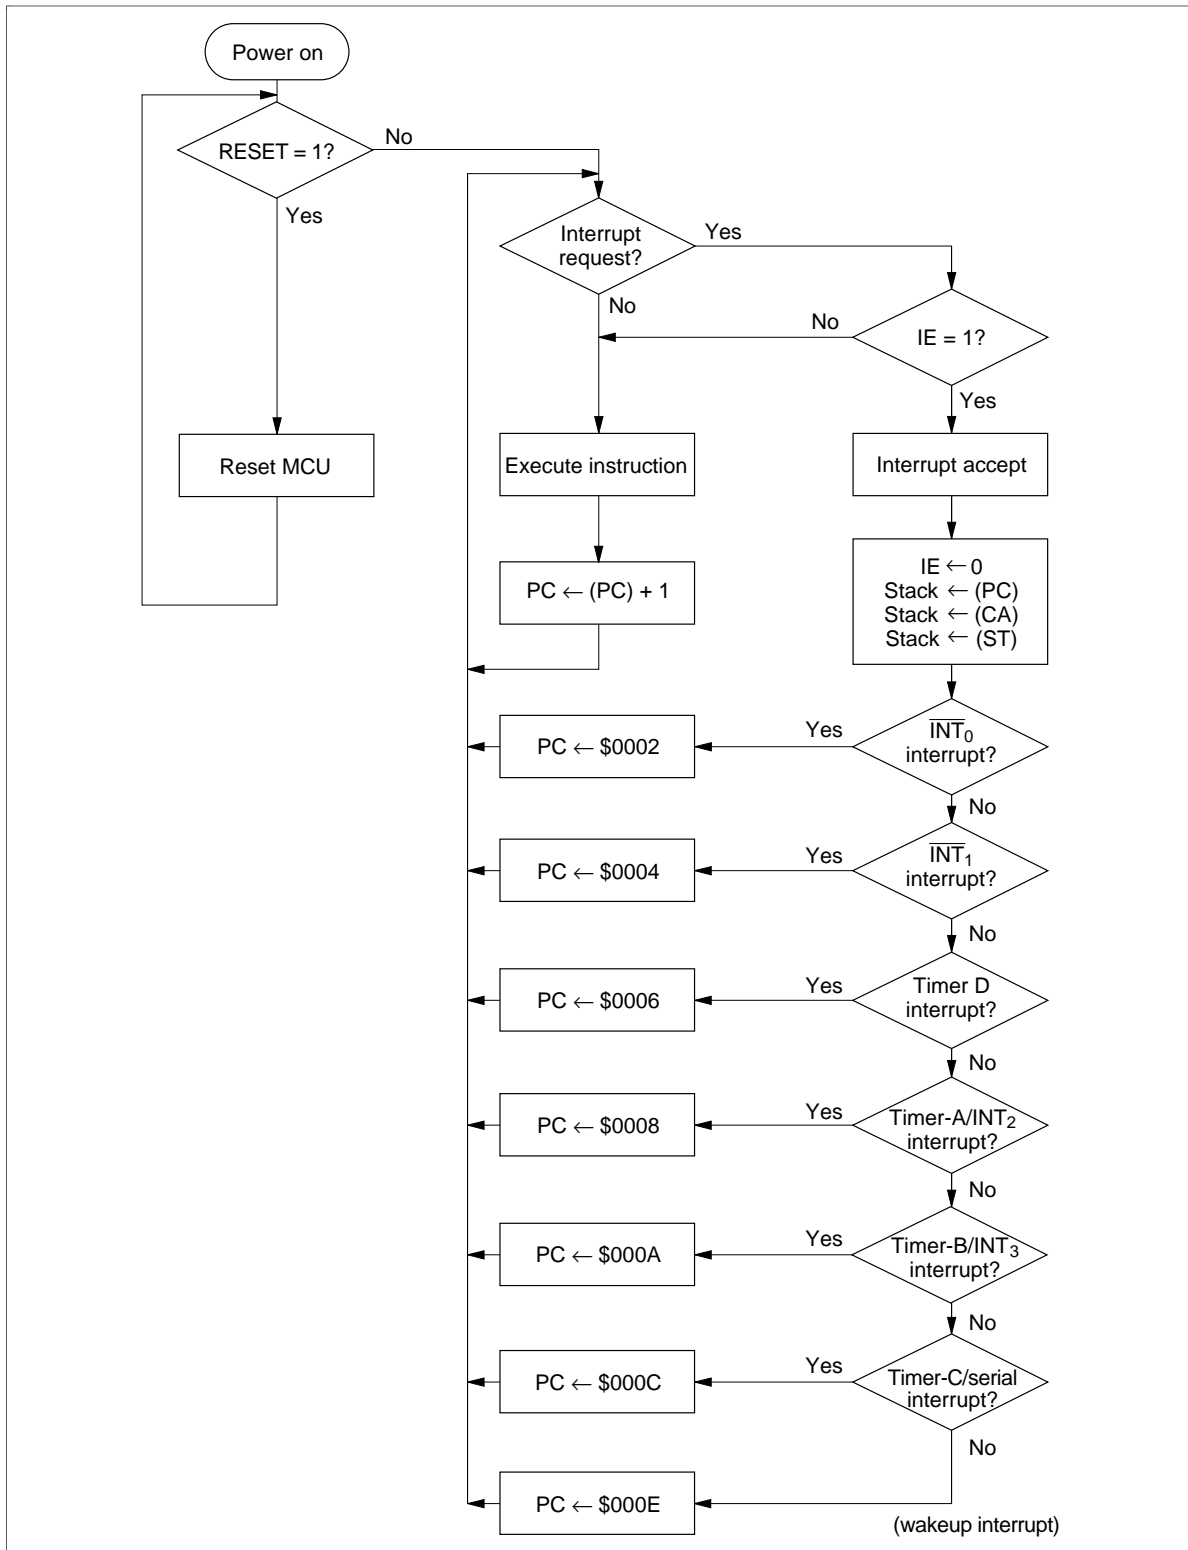 Power on
RESET = 1?
No
Yes
Interrupt
request?
Yes
No
No
IE = 1?
Yes
Reset MCU
Execute instruction
Interrupt accept
PC ← (PC) + 1
IE ← 0
Stack ← (PC)
Stack ← (CA)
Stack ← (ST)
PC ← $0002
Yes
I̅N̅T̅₀
interrupt?
No
PC ← $0004
Yes
I̅N̅T̅₁
interrupt?
No
PC ← $0006
Yes
Timer D
interrupt?
No
PC ← $0008
Yes
Timer-A/INT₂
interrupt?
No
PC ← $000A
Yes
Timer-B/INT₃
interrupt?
No
PC ← $000C
Yes
Timer-C/serial
interrupt?
No
PC ← $000E
(wakeup interrupt)